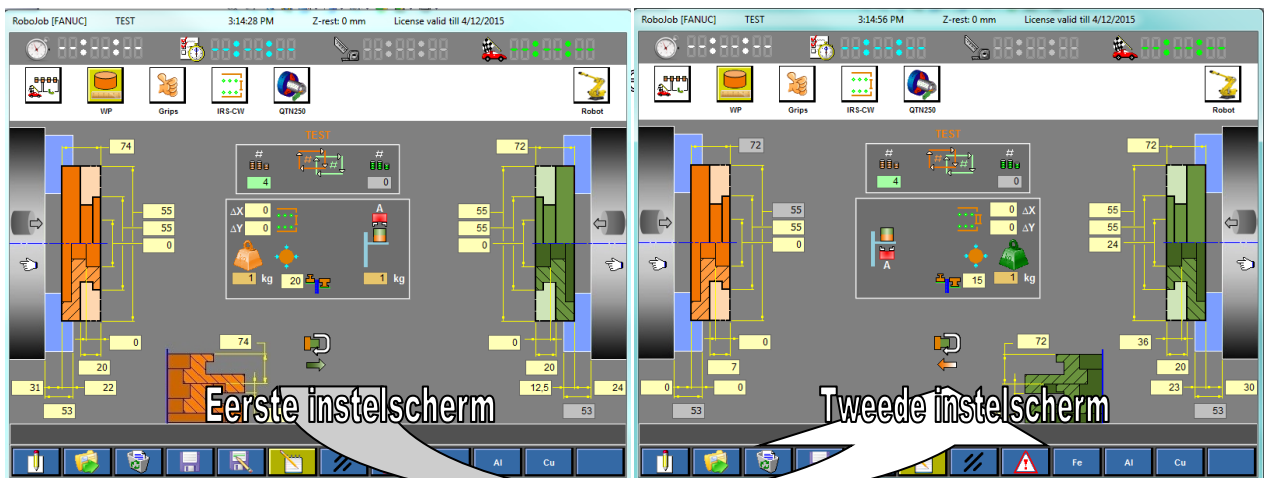 RoboJob [FANUC] TEST 3:14:28 PM Z-rest: 0 mm License valid till 4/12/2015
WP Grips IRS-CW QTN250 Robot
TEST
74 72
# #
4 0
55 55
55 55
0 0
ΔX 0
ΔY 0
A
1 kg 20 1 kg
0 74 0
20 20
31 22 12,5 24
53 53
Eerste instelscherm
Al Cu
RoboJob [FANUC] TEST 3:14:56 PM Z-rest: 0 mm License valid till 4/12/2015
WP Grips IRS-CW QTN250 Robot
TEST
72 72
# #
4 0
55 55
55 55
0 24
0 ΔX
0 ΔY
A
15 1 kg
0 72 36
7 20
0 0 23 30
53 53
Tweede instelscherm
Fe Al Cu